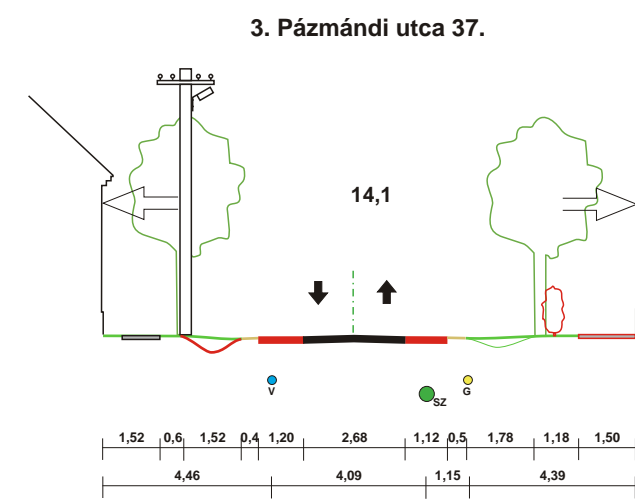 3. Pázmándi utca 37.
14,1
V
SZ
G
1,52 0,6 1,52 0,4 1,20 2,68 1,12 0,5 1,78 1,18 1,50
4,46 4,09 1,15 4,39